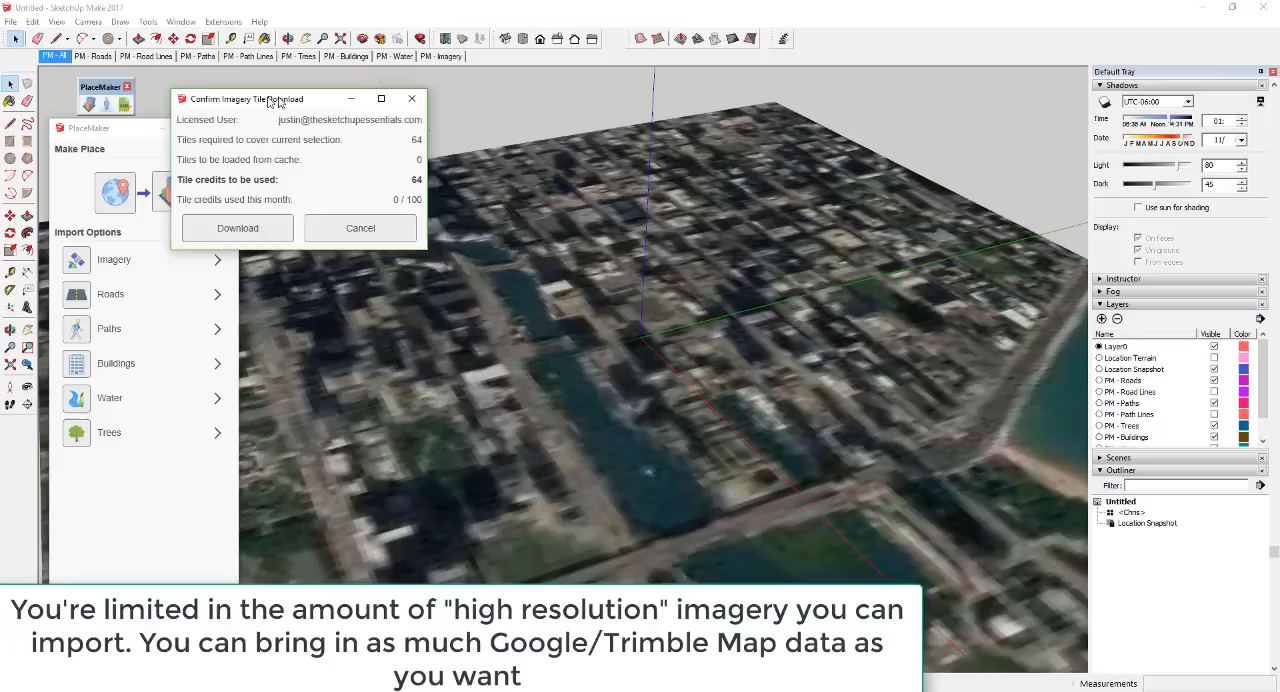 Untitled - SketchUp Make 2017
File Edit View Camera Draw Tools Window Extensions Help
PM - All PM - Roads PM - Road Lines PM - Paths PM - Path Lines PM - Trees PM - Buildings PM - Water PM - Imagery
PlaceMaker
PlaceMaker
Make Place
Import Options
Imagery
Roads
Paths
Buildings
Water
Trees
Confirm Imagery Tile Download
Licensed User: justin@thesketchupessentials.com
Tiles required to cover current selection: 64
Tiles to be loaded from cache: 0
Tile credits to be used: 64
Tile credits used this month: 0 / 100
Download Cancel
Default Tray
Shadows
UTC-06:00
Time 06:38 AM Noon 04:31 PM 01:
Date J F M A M J J A S O N D 11/
Light 80
Dark 45
Use sun for shading
Display:
On faces
On ground
From edges
Instructor
Fog
Layers
Name Visible Color
Layer0
Location Terrain
Location Snapshot
PM - Roads
PM - Road Lines
PM - Paths
PM - Path Lines
PM - Trees
PM - Buildings
Scenes
Outliner
Filter:
Untitled
<Chris>
Location Snapshot
You're limited in the amount of "high resolution" imagery you can
import. You can bring in as much Google/Trimble Map data as
you want
Measurements